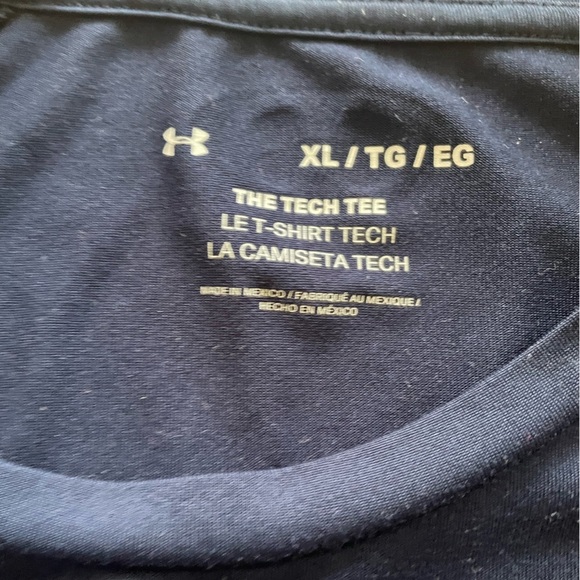 XL / TG / EG
THE TECH TEE
LE T-SHIRT TECH
LA CAMISETA TECH
MADE IN MEXICO / FABRIQUÉ AU MEXIQUE /
HECHO EN MÉXICO